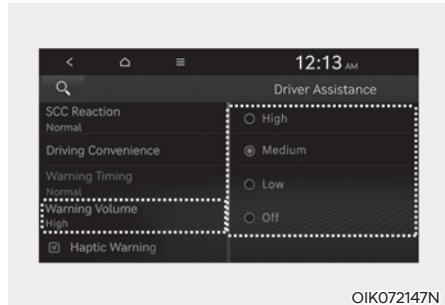 12:13 AM
Driver Assistance
SCC Reaction
Normal
Driving Convenience
Warning Timing
Normal
Warning Volume
High
Haptic Warning
High
Medium
Low
Off
OIK072147N